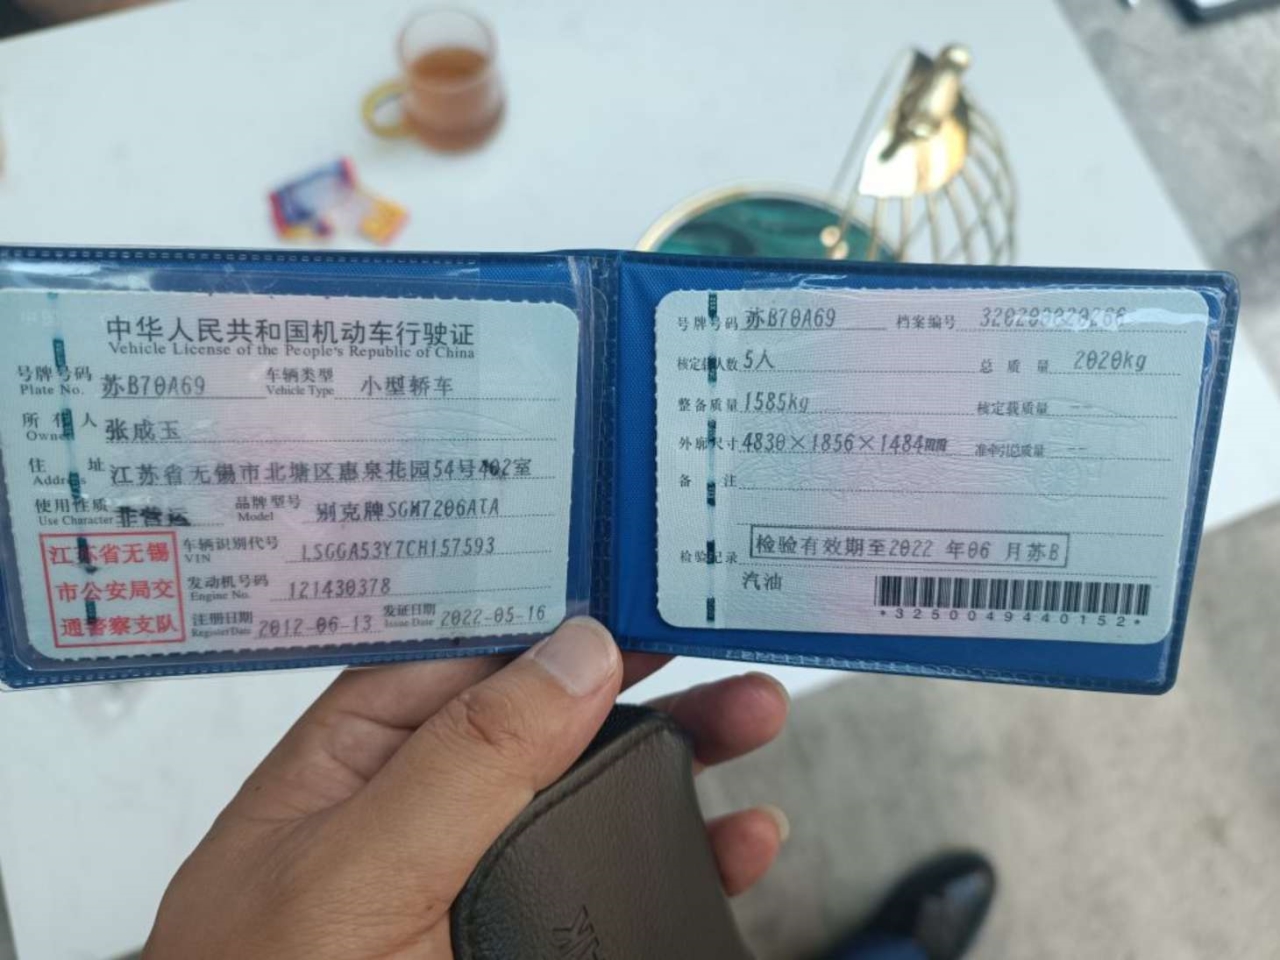 中华人民共和国机动车行驶证
Vehicle License of the People's Republic of China
号牌号码 苏B70A69 车辆类型 小型轿车
Plate No. Vehicle Type
所有人 张成玉
Owner
住址 江苏省无锡市北塘区惠泉花园54号402室
Address
使用性质 非营运 品牌型号 别克牌SGM7206ATA
Use Character Model
江苏省无锡
市公安局交
通警察支队
车辆识别代号 LSGGA53Y7CH157593
VIN
发动机号码 121430378
Engine No.
注册日期 2012-06-13 发证日期 2022-05-16
Register Date Issue Date
号牌号码 苏B70A69 档案编号
核定载人数 5人 总质量 2020kg
整备质量 1585kg 核定载质量 --
外廓尺寸 4830×1856×1484mm 准牵引总质量 --
备注
检验记录 检验有效期至2022 年06 月苏B
汽油
*3250049440152*